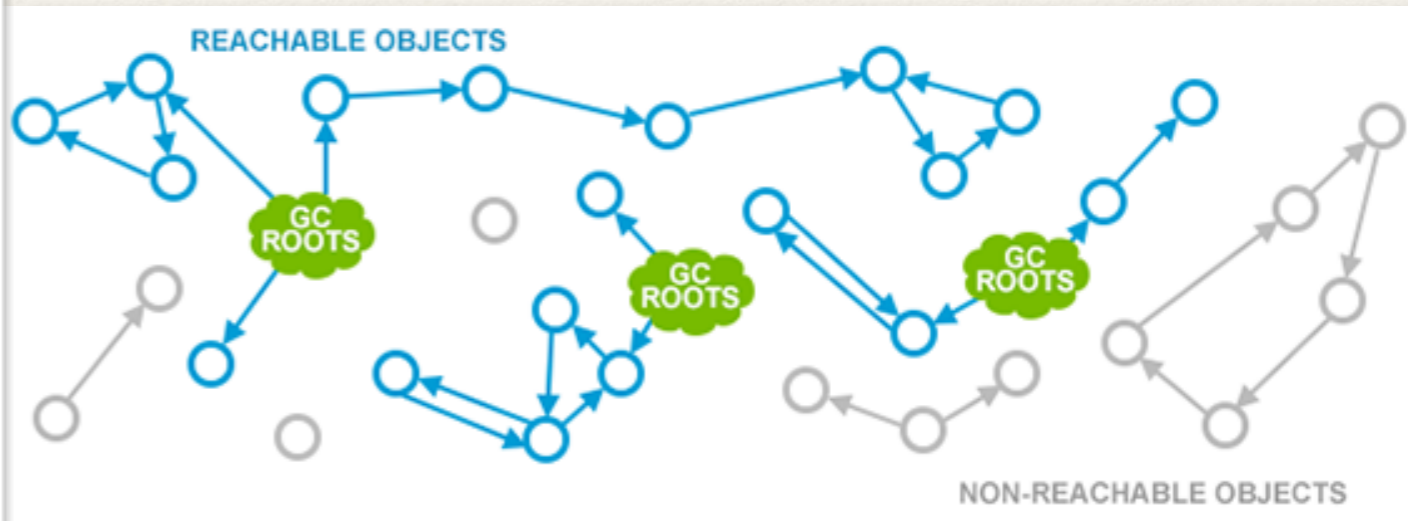 REACHABLE OBJECTS
GC
ROOTS
GC
ROOTS
GC
ROOTS
NON-REACHABLE OBJECTS